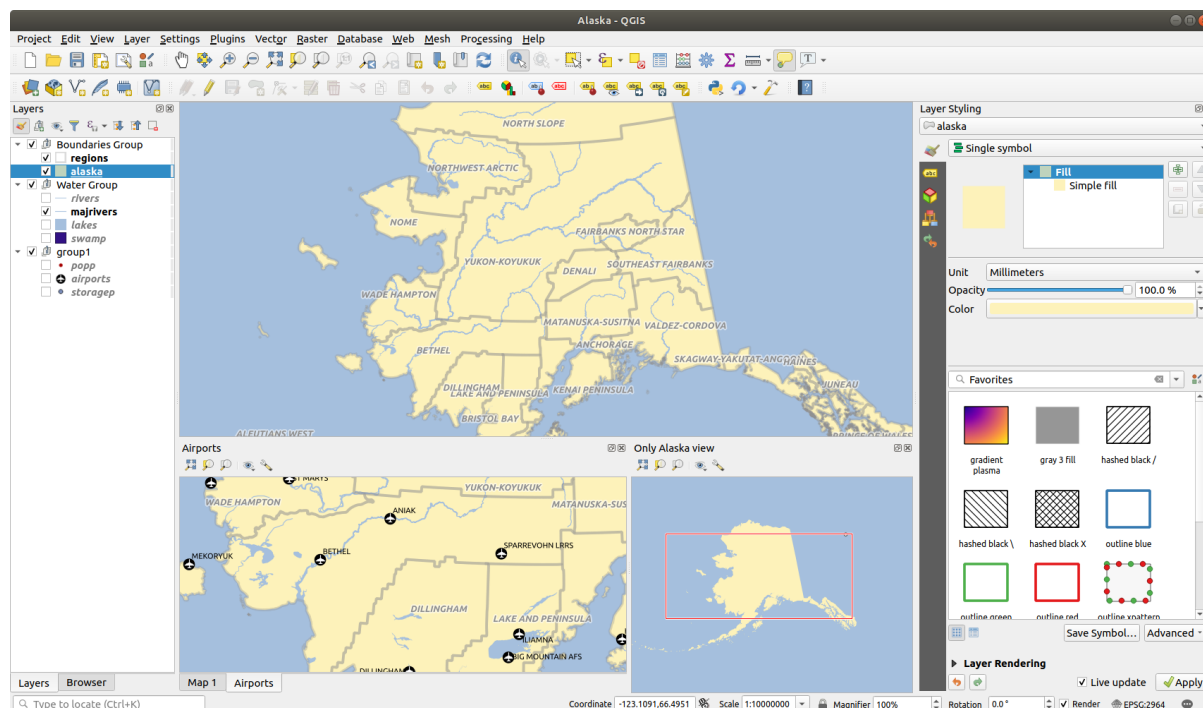 Alaska - QGIS
Project Edit View Layer Settings Plugins Vector Raster Database Web Mesh Processing Help
Layers
Boundaries Group
regions
alaska
Water Group
rivers
majrivers
lakes
swamp
group1
popp
airports
storagep
Layers Browser
NORTH SLOPE
NORTHWEST ARCTIC
NOME
FAIRBANKS NORTH STAR
YUKON-KOYUKUK
SOUTHEAST FAIRBANKS
DENALI
WADE HAMPTON
MATANUSKA-SUSITNA
VALDEZ-CORDOVA
ANCHORAGE
BETHEL
HAINES
DILLINGHAM
LAKE AND PENINSULA
KENAI PENINSULA
JUNEAU
BRISTOL BAY
ALEUTIANS WEST
PRINCE OF WALES
Airports
YUKON-KOYUKUK
WADE HAMPTON
MATANUSKA-SUS
ANIAK
BETHEL
SPARREVOHN LRRS
MEKORYUK
DILLINGHAM
LAKE AND PENINSULA
ILIAMNA
BIG MOUNTAIN AFS
DILLINGHAM
Map 1 Airports
Only Alaska view
Layer Styling
alaska
Single symbol
Fill
Simple fill
Unit Millimeters
Opacity 100.0 %
Color
Favorites
gradient plasma
gray 3 fill
hashed black /
hashed black \
hashed black X
outline blue
outline green
outline red
outline xpattern
Save Symbol... Advanced
Layer Rendering
Live update Apply
Type to locate (Ctrl+K)
Coordinate -123.1091,66.4951 Scale 1:10000000 Magnifier 100% Rotation 0.0° Render EPSG:2964